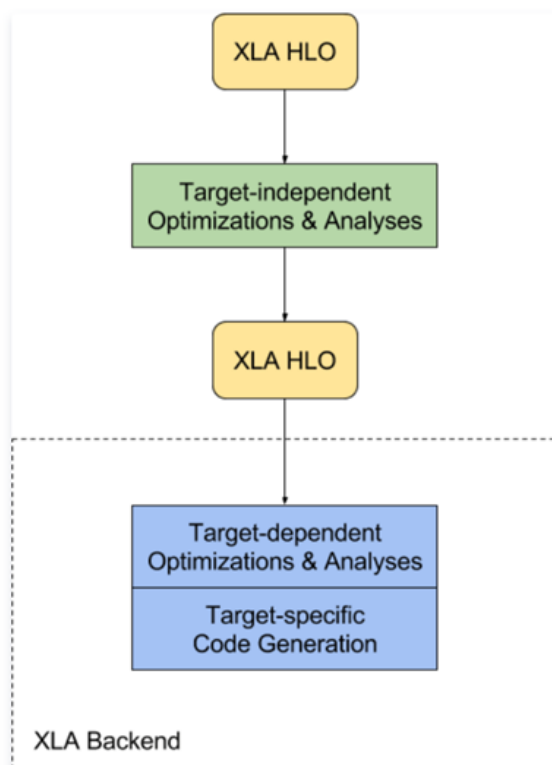 XLA HLO
Target-independent
Optimizations & Analyses
XLA HLO
Target-dependent
Optimizations & Analyses
Target-specific
Code Generation
XLA Backend